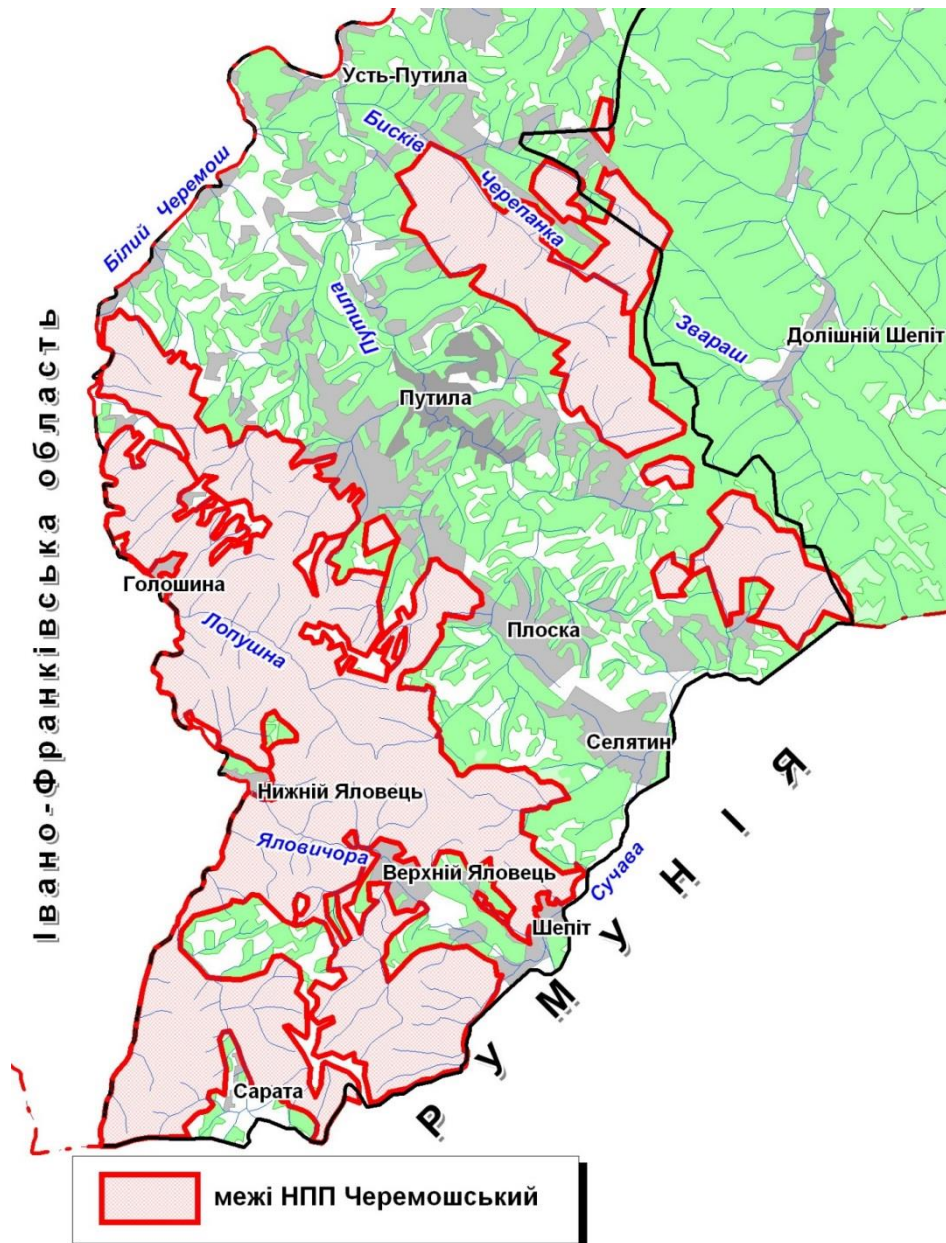 Усть-Путила
Бисків
Черепанка
Білий Черемош
Путила
Звараш
Долішній Шепіт
Путила
Івано-Франківська область
Голошина
Лопушна
Плоска
Селятин
Нижній Яловець
Яловичора
Верхній Яловець
Сучава
Шепіт
РУМУНІЯ
Сарата
межі НПП Черемошський